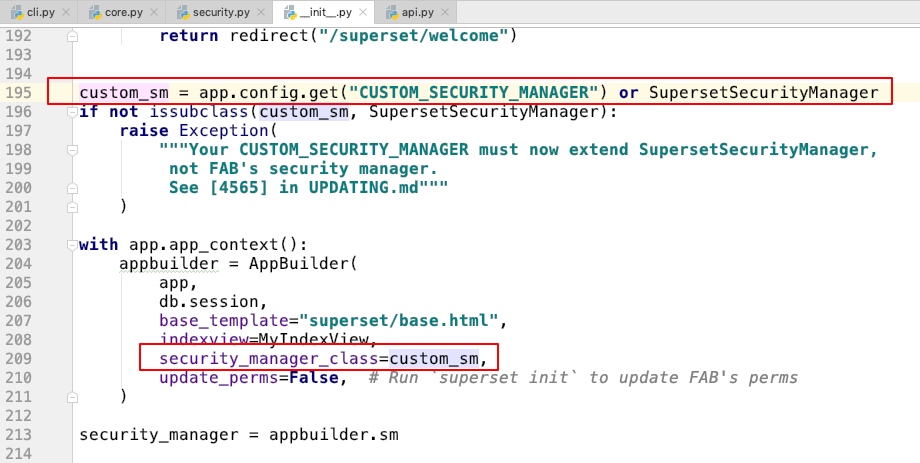 cli.py core.py security.py __init__.py api.py
192 return redirect("/superset/welcome")
193
194
195 custom_sm = app.config.get("CUSTOM_SECURITY_MANAGER") or SupersetSecurityManager
196 if not issubclass(custom_sm, SupersetSecurityManager):
197 raise Exception(
198 """Your CUSTOM_SECURITY_MANAGER must now extend SupersetSecurityManager,
199 not FAB's security manager.
200 See [4565] in UPDATING.md"""
201 )
202
203 with app.app_context():
204 appbuilder = AppBuilder(
205 app,
206 db.session,
207 base_template="superset/base.html",
208 indexview=MyIndexView,
209 security_manager_class=custom_sm,
210 update_perms=False, # Run `superset init` to update FAB's perms
211 )
212
213 security_manager = appbuilder.sm
214